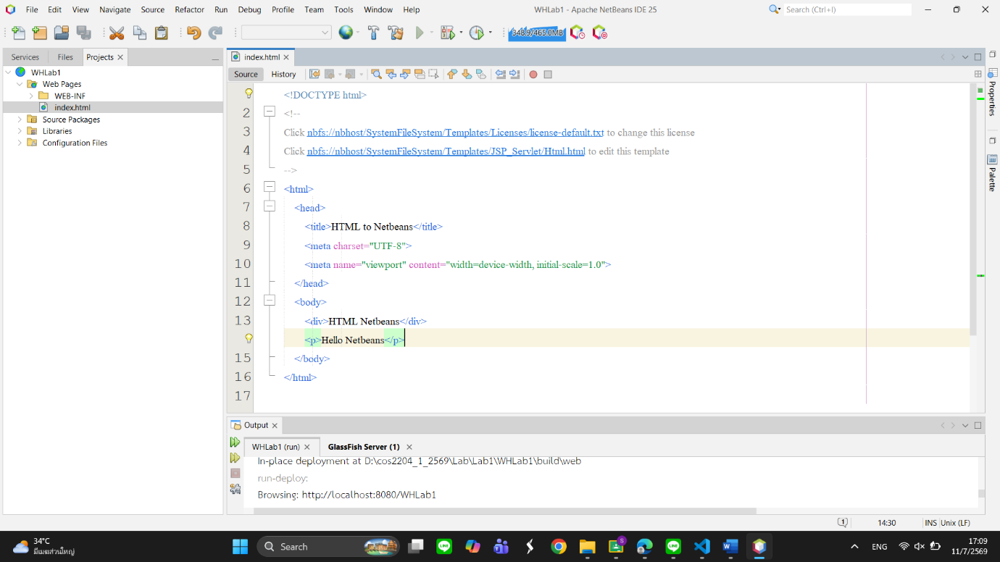 File Edit View Navigate Source Refactor Run Debug Profile Team Tools Window Help
WHLab1 - Apache NetBeans IDE 25
Search (Ctrl+I)
348.9/465.0MB
Services Files Projects
index.html
WHLab1
Web Pages
WEB-INF
index.html
Source Packages
Libraries
Configuration Files
Source History
<!DOCTYPE html>
2 <!--
3 Click nbfs://nbhost/SystemFileSystem/Templates/Licenses/license-default.txt to change this license
4 Click nbfs://nbhost/SystemFileSystem/Templates/JSP_Servlet/Html.html to edit this template
5 -->
6 <html>
7 <head>
8 <title>HTML to Netbeans</title>
9 <meta charset="UTF-8">
10 <meta name="viewport" content="width=device-width, initial-scale=1.0">
11 </head>
12 <body>
13 <div>HTML Netbeans</div>
<p>Hello Netbeans</p>
15 </body>
16 </html>
17
Properties
Palette
Output
WHLab1 (run) GlassFish Server (1)
In-place deployment at D:\cos2204_1_2569\Lab\Lab1\WHLab1\build\web
run-deploy:
Browsing: http://localhost:8080/WHLab1
1 14:30 INS Unix (LF)
34°C
มีเมฆส่วนใหญ่
Search
ENG
17:09
11/7/2569